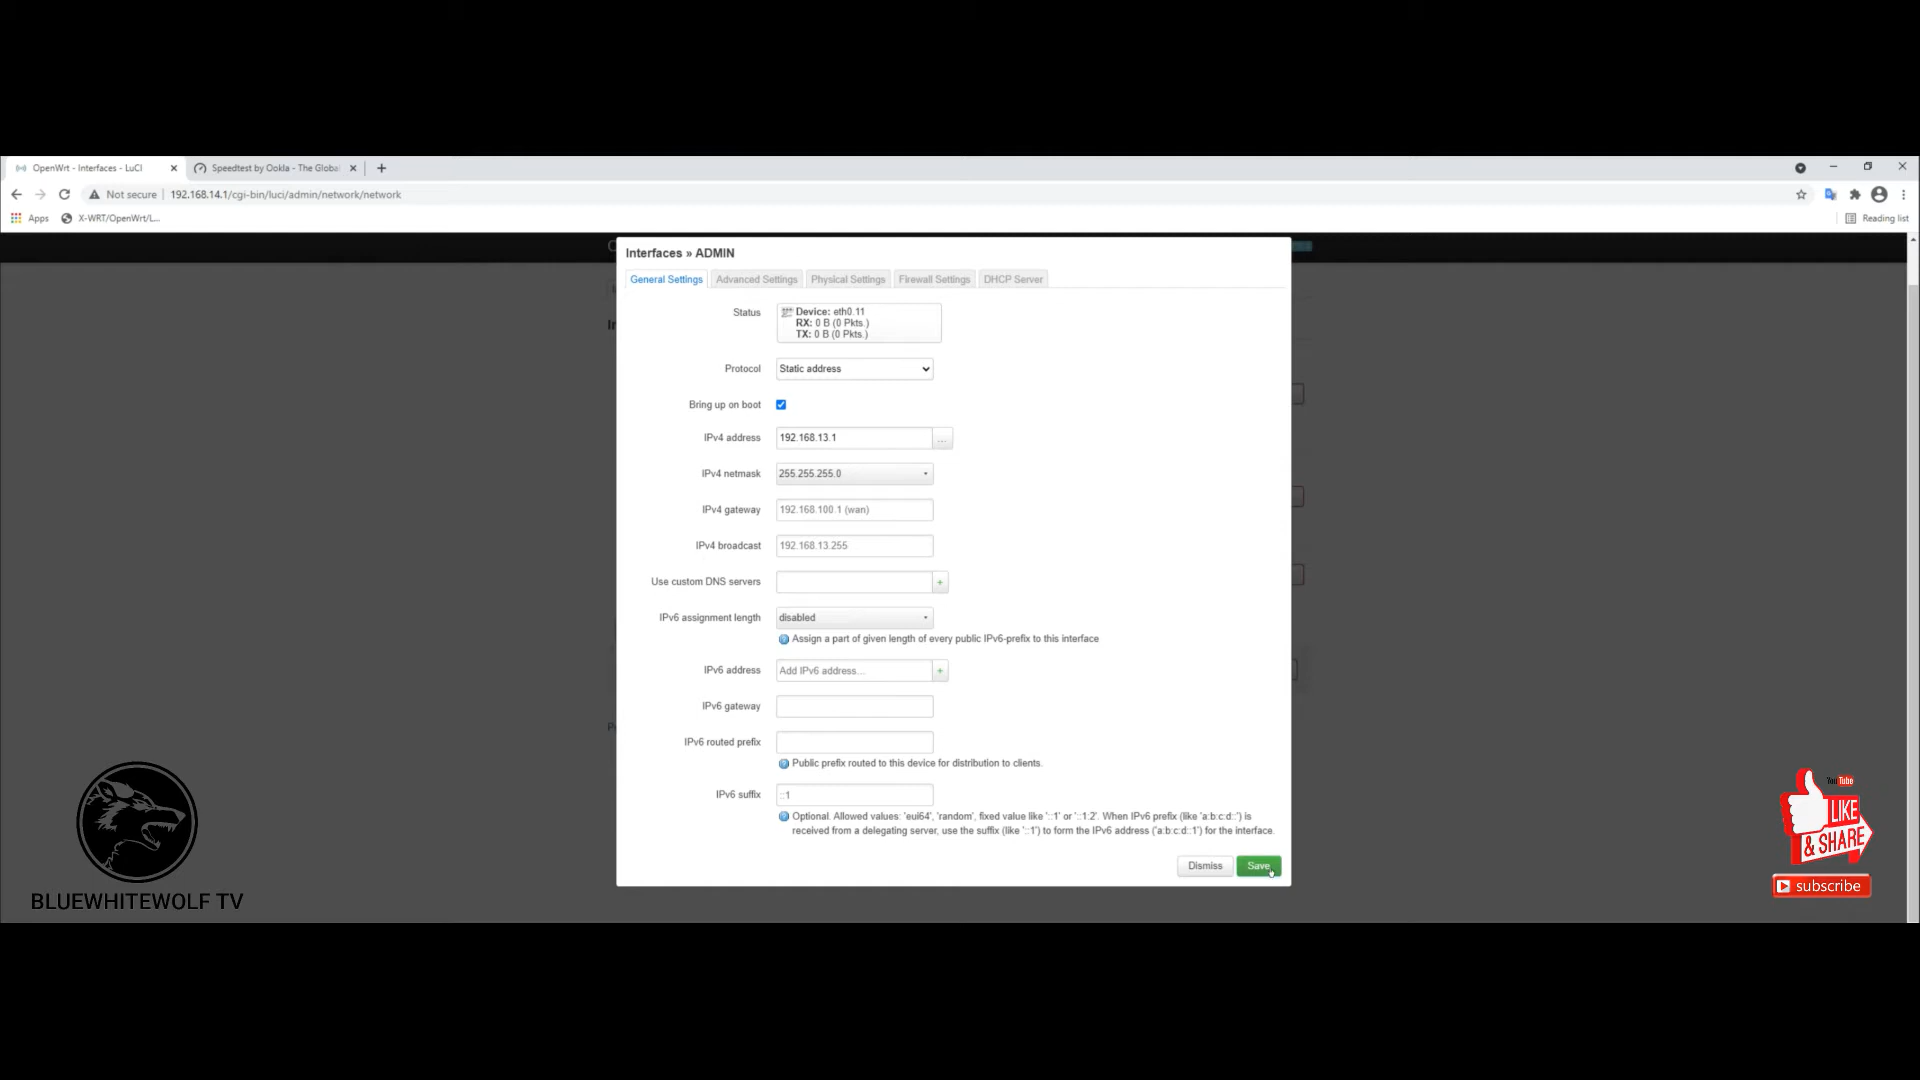 OpenWrt - Interfaces - LuCI
Speedtest by Ookla - The Global
Not secure
192.168.14.1/cgi-bin/luci/admin/network/network
Apps
X-WRT/OpenWrt/L...
Reading list
Interfaces » ADMIN
General Settings
Advanced Settings
Physical Settings
Firewall Settings
DHCP Server
Status
Device: eth0.11
RX: 0 B (0 Pkts.)
TX: 0 B (0 Pkts.)
Protocol
Static address
Bring up on boot
IPv4 address
192.168.13.1
...
IPv4 netmask
255.255.255.0
IPv4 gateway
192.168.100.1 (wan)
IPv4 broadcast
192.168.13.255
Use custom DNS servers
+
IPv6 assignment length
disabled
Assign a part of given length of every public IPv6-prefix to this interface
IPv6 address
Add IPv6 address...
+
IPv6 gateway
IPv6 routed prefix
Public prefix routed to this device for distribution to clients.
IPv6 suffix
::1
Optional. Allowed values: 'eui64', 'random', fixed value like '::1' or '::1:2'. When IPv6 prefix (like 'a:b:c:d::') is
received from a delegating server, use the suffix (like '::1') to form the IPv6 address ('a:b:c:d::1') for the interface.
Dismiss
Save
BLUEWHITEWOLF TV
YouTube
LIKE
& SHARE
subscribe